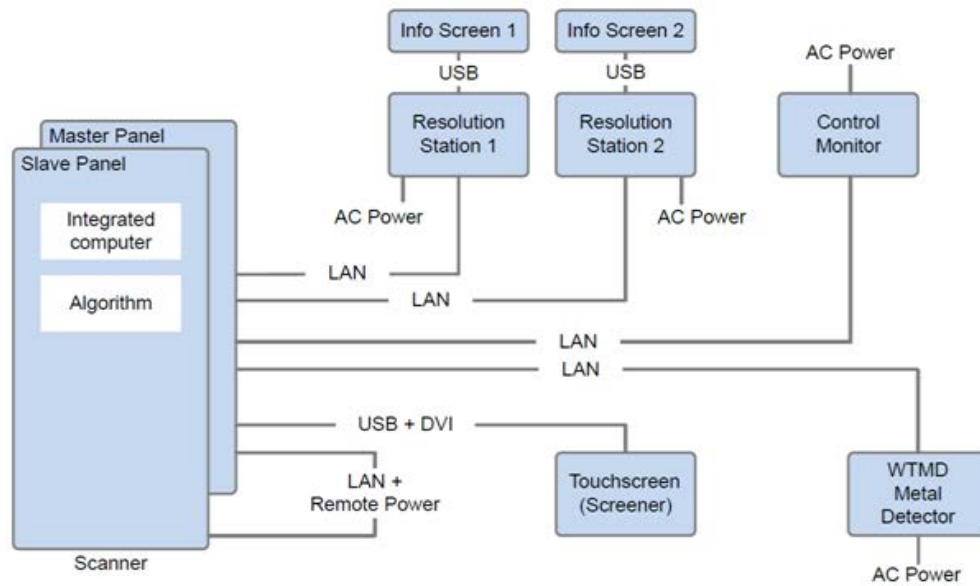 Info Screen 1
Info Screen 2
USB
USB
AC Power
Resolution
Station 1
Resolution
Station 2
Control
Monitor
Master Panel
Slave Panel
Integrated
computer
Algorithm
AC Power
AC Power
LAN
LAN
LAN
LAN
USB + DVI
LAN +
Remote Power
Touchscreen
(Screener)
WTMD
Metal
Detector
Scanner
AC Power